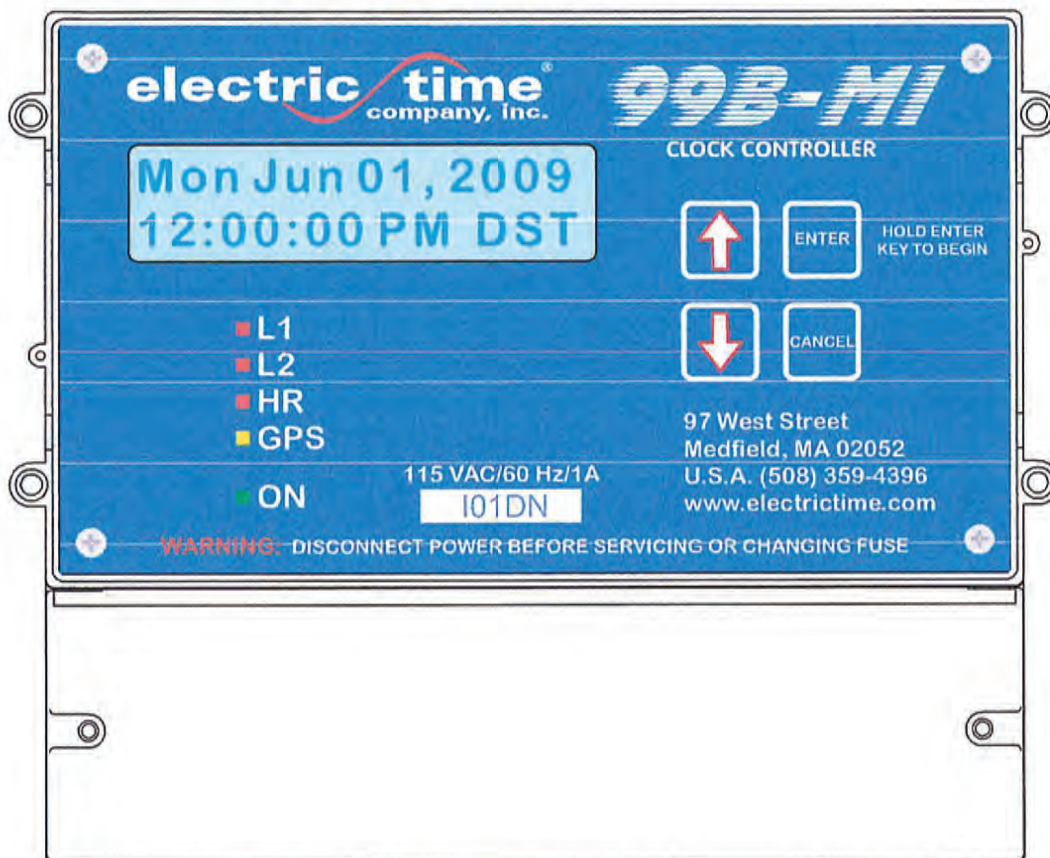 electric time®
company, inc.
99B-MI
CLOCK CONTROLLER
Mon Jun 01, 2009
12:00:00 PM DST
ENTER
HOLD ENTER
KEY TO BEGIN
CANCEL
L1
L2
HR
GPS
ON
115 VAC/60 Hz/1A
I01DN
97 West Street
Medfield, MA 02052
U.S.A. (508) 359-4396
www.electrictime.com
WARNING: DISCONNECT POWER BEFORE SERVICING OR CHANGING FUSE